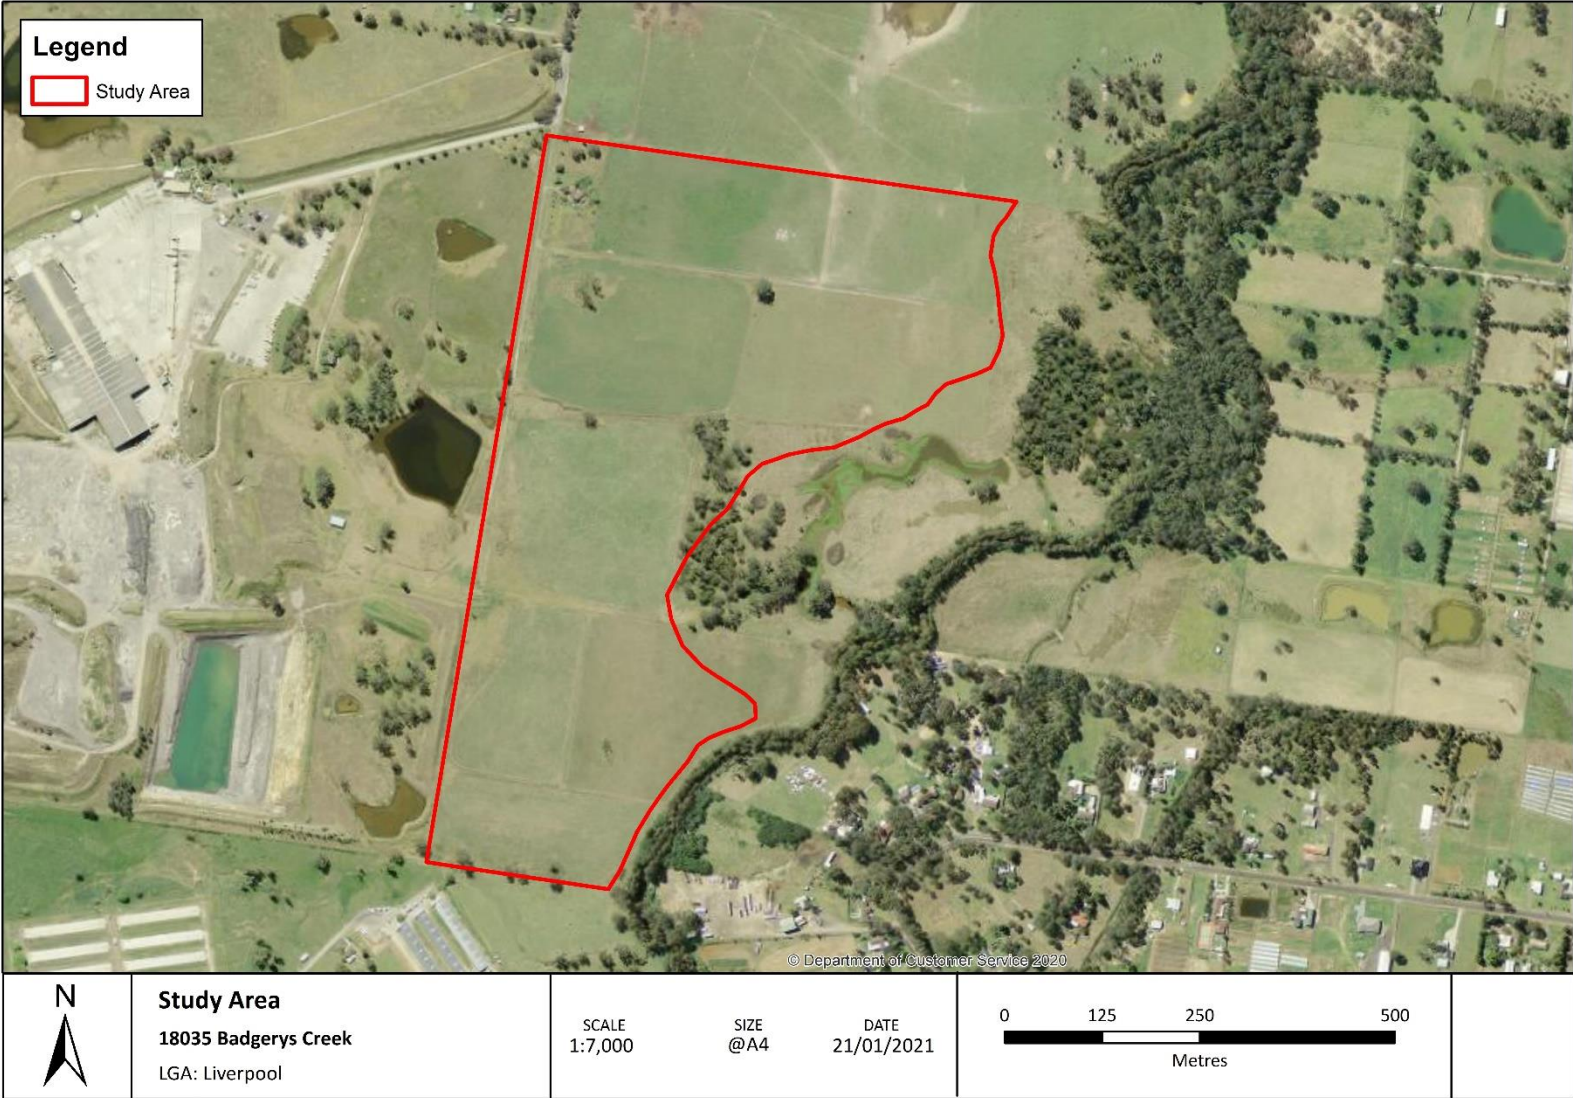 Legend
Study Area
© Department of Customer Service 2020
N
Study Area
18035 Badgerys Creek
LGA: Liverpool
SCALE
1:7,000
SIZE
@A4
DATE
21/01/2021
0 125 250 500
Metres